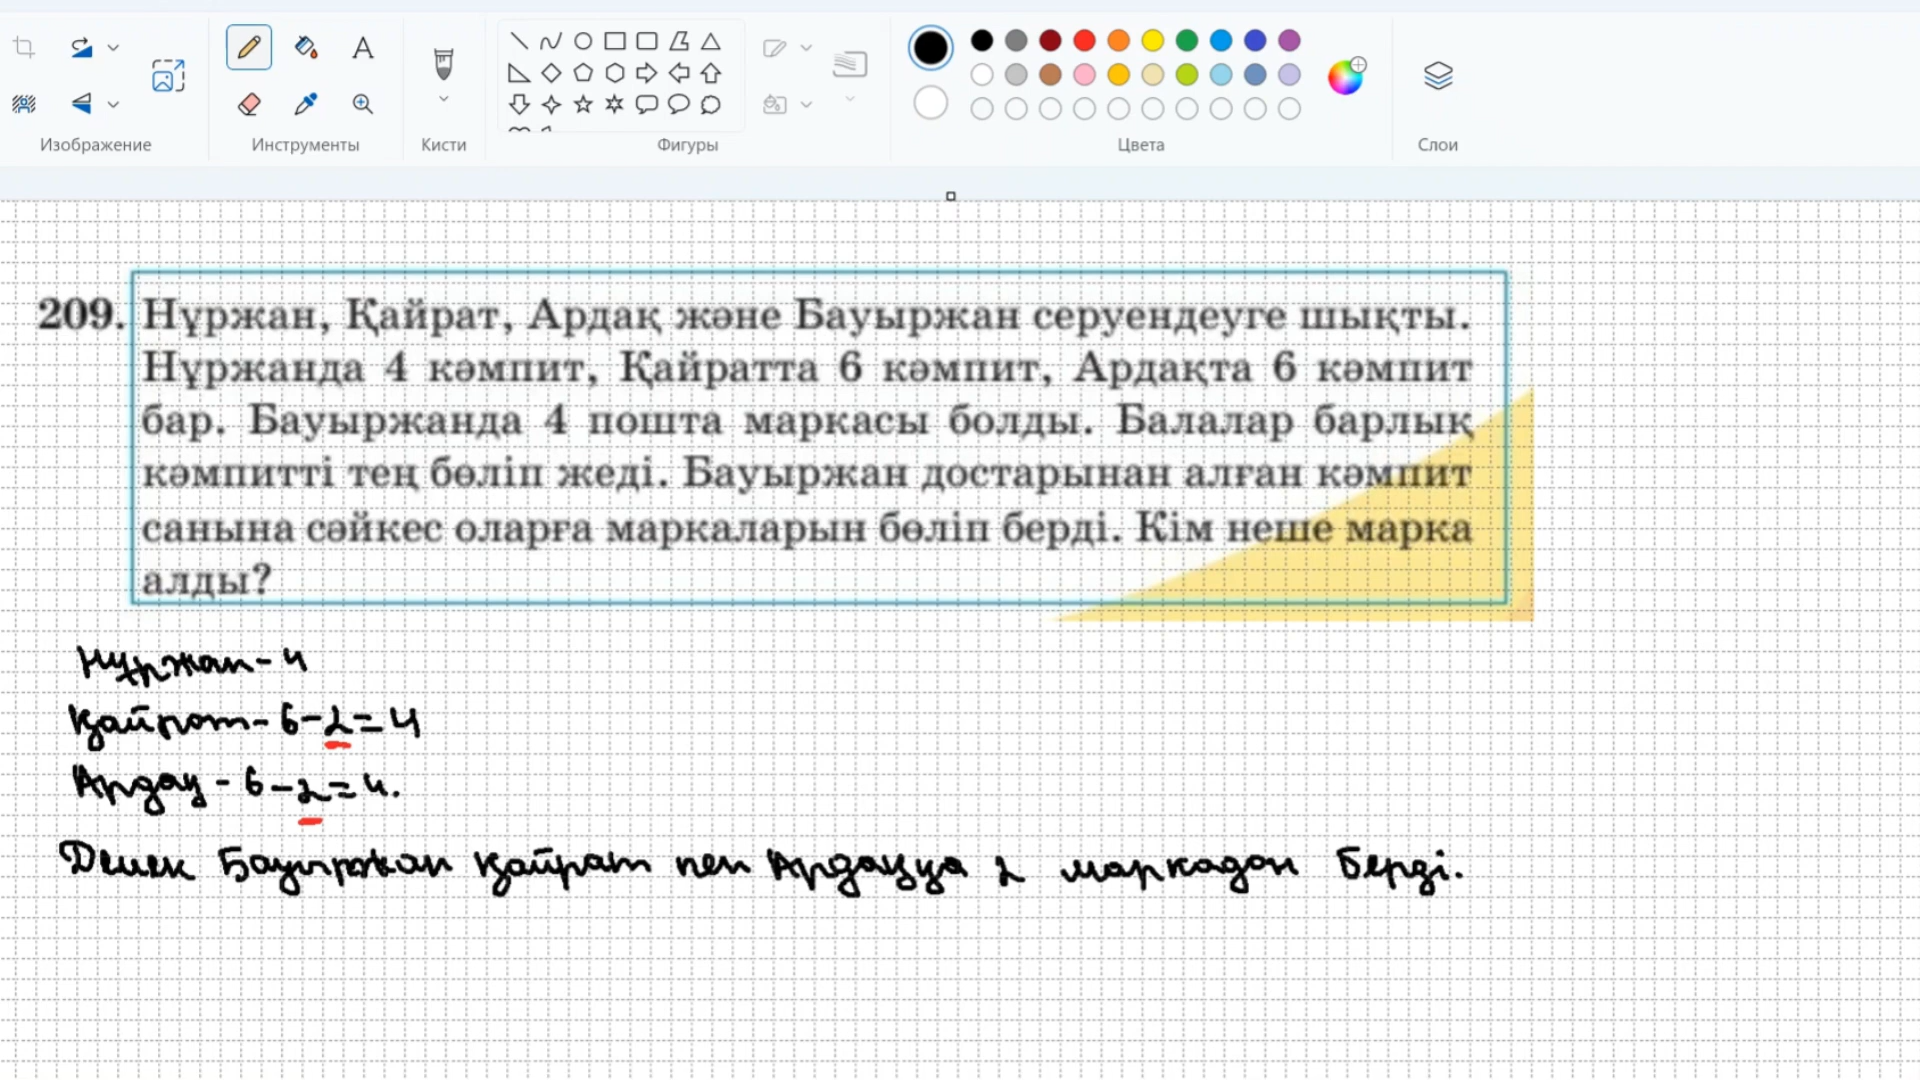 Изображение
Инструменты
Кисти
Фигуры
Цвета
Слои
209. Нұржан, Қайрат, Ардақ және Бауыржан серуендеуге шықты.
Нұржанда 4 кәмпит, Қайратта 6 кәмпит, Ардақта 6 кәмпит
бар. Бауыржанда 4 пошта маркасы болды. Балалар барлық
кәмпитті тең бөліп жеді. Бауыржан достарынан алған кәмпит
санына сәйкес оларға маркаларын бөліп берді. Кім неше марка
алды?
Нұржан - 4
Қайрат - 6 - 2 = 4
Ардақ - 6 - 2 = 4.
Демек Бауыржан Қайрат пен Ардаққа 2 маркадан берді.